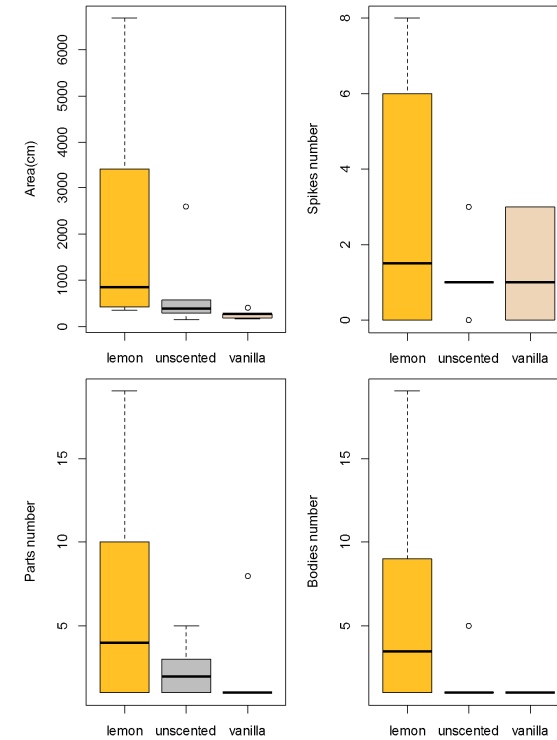 Area(cm)
0
1000
2000
3000
4000
5000
6000
lemon unscented vanilla
Spikes number
0
2
4
6
8
lemon unscented vanilla
Parts number
5
10
15
lemon unscented vanilla
Bodies number
5
10
15
lemon unscented vanilla